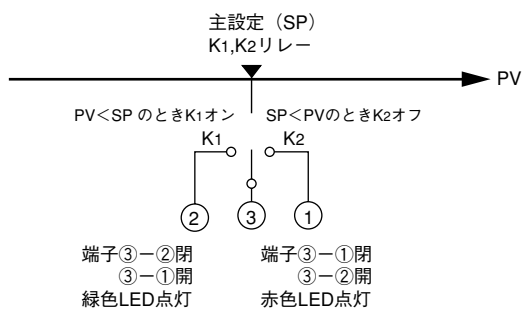 主設定（SP）
K1,K2リレー
PV
PV＜SP のときK1オン
SP＜PVのときK2オフ
K1
K2
②
③
①
端子③－②閉
③－①開
緑色LED点灯
端子③－①閉
③－②開
赤色LED点灯